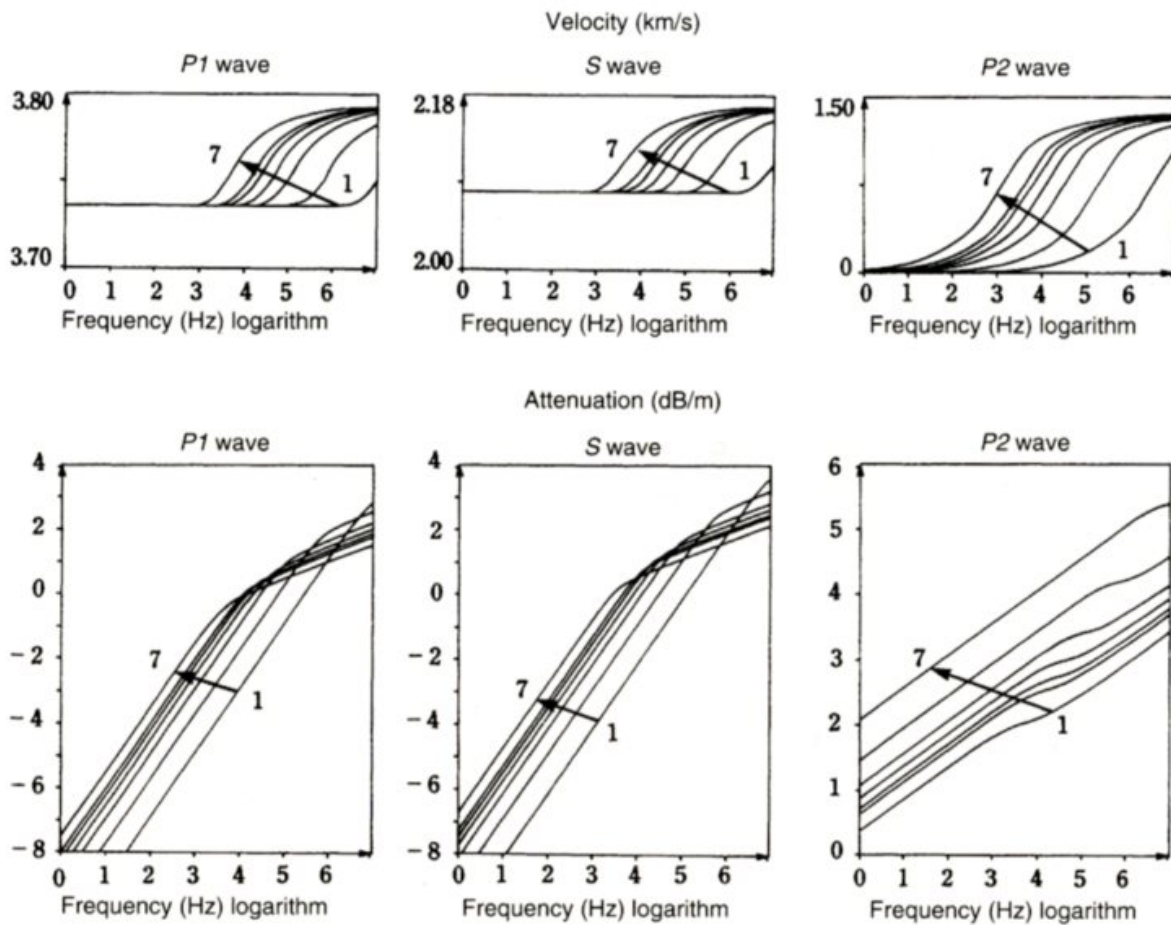 Velocity (km/s)
P1 wave
S wave
P2 wave
3.80
3.70
7
1
0 1 2 3 4 5 6
Frequency (Hz) logarithm
2.18
2.00
7
1
0 1 2 3 4 5 6
Frequency (Hz) logarithm
1.50
0
7
1
0 1 2 3 4 5 6
Frequency (Hz) logarithm
Attenuation (dB/m)
P1 wave
S wave
P2 wave
4
2
0
-2
-4
-6
-8
7
1
0 1 2 3 4 5 6
Frequency (Hz) logarithm
4
2
0
-2
-4
-6
-8
7
1
0 1 2 3 4 5 6
Frequency (Hz) logarithm
6
5
4
3
2
1
0
7
1
0 1 2 3 4 5 6
Frequency (Hz) logarithm